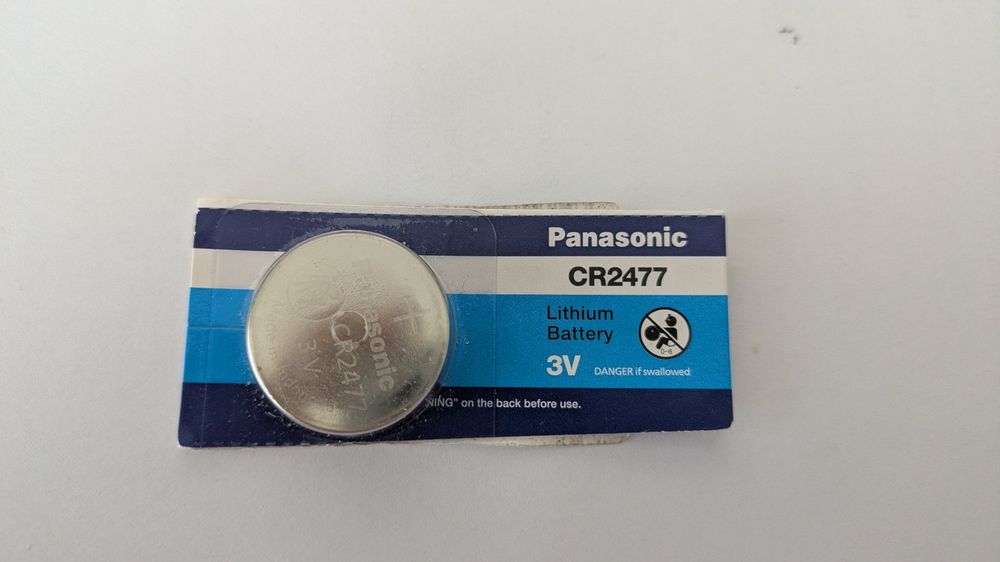 Panasonic
CR2477
Lithium
Battery
3V
DANGER if swallowed
0-6
NING" on the back before use.
Panasonic
CR2477
3V
+